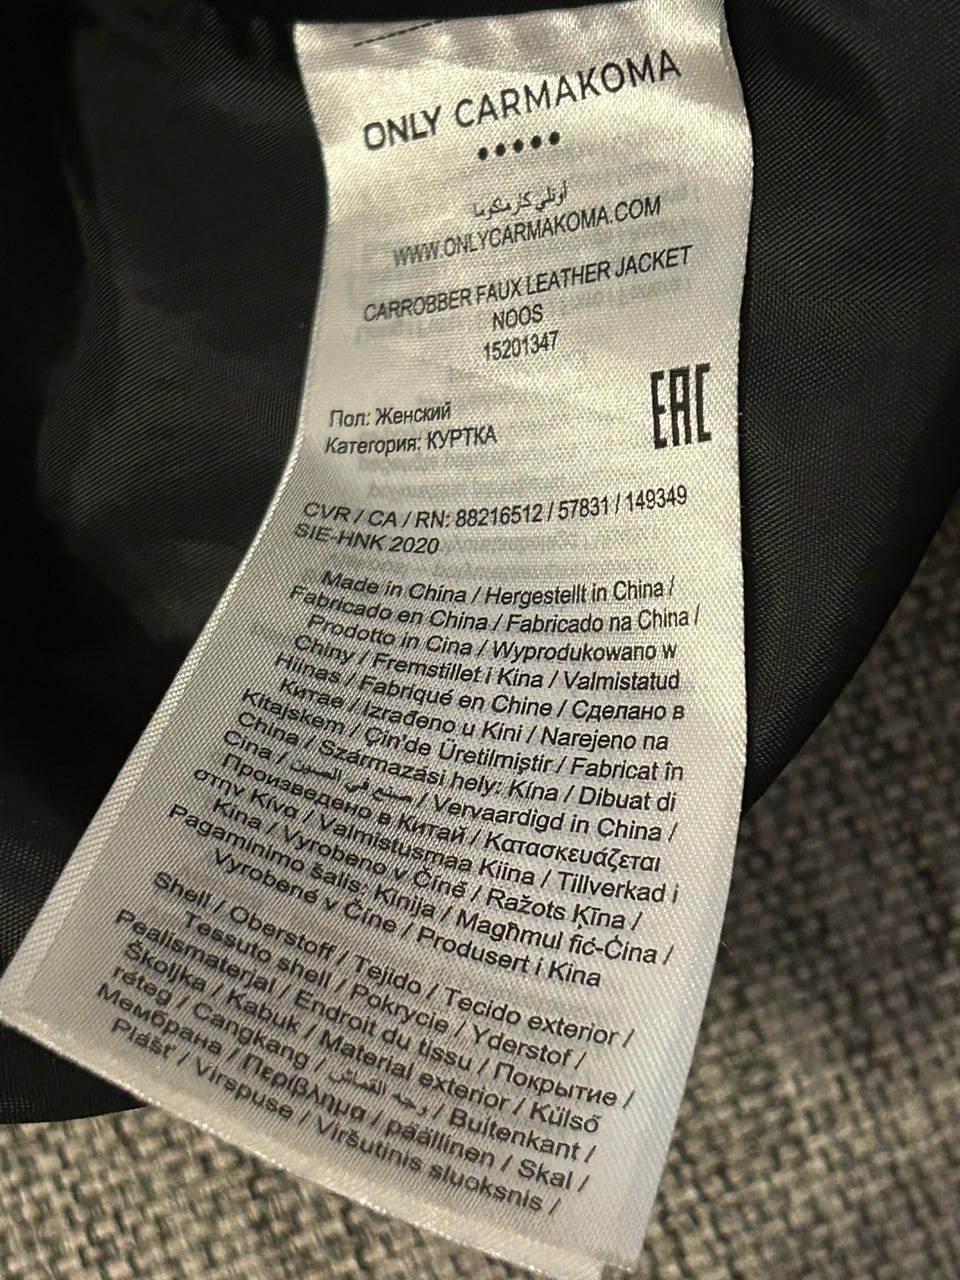 ONLY CARMAKOMA
•••••
أونلي كارماكوما
WWW.ONLYCARMAKOMA.COM
CARROBBER FAUX LEATHER JACKET
NOOS
15201347
EAC
Пол: Женский
Категория: КУРТКА
CVR / CA / RN: 88216512 / 57831 / 149349
SIE-HNK 2020
Made in China / Hergestellt in China /
Fabricado en China / Fabricado na China /
Prodotto in Cina / Wyprodukowano w
Chiny / Fremstillet i Kina / Valmistatud
Hiinas / Fabriqué en Chine / Сделано в
Китае / Izrađeno u Kini / Narejeno na
Kitajskem / Çin'de Üretilmiştir / Fabricat în
China / Származási hely: Kína / Dibuat di
Cina / صنع في الصين / Vervaardigd in China /
Произведено в Китай / Κατασκευάζεται
στην Κίνα / Valmistusmaa Kiina / Tillverkad i
Kina / Vyrobeno v Číně / Ražots Ķīna /
Pagaminimo šalis: Kinija / Magħmul fiċ-Ċina /
Vyrobené v Číne / Produsert i Kina
Shell / Oberstoff / Tejido / Tecido exterior /
Tessuto shell / Pokrycie / Yderstof /
Pealismaterjal / Endroit du tissu / Покрытие /
Školjka / Kabuk / Material exterior / Külső
réteg / Cangkang / وجه القماش / Buitenkant /
Мембрана / Περίβλημα / päällinen / Skal /
Plášť / Virspuse / Viršutinis sluoksnis /